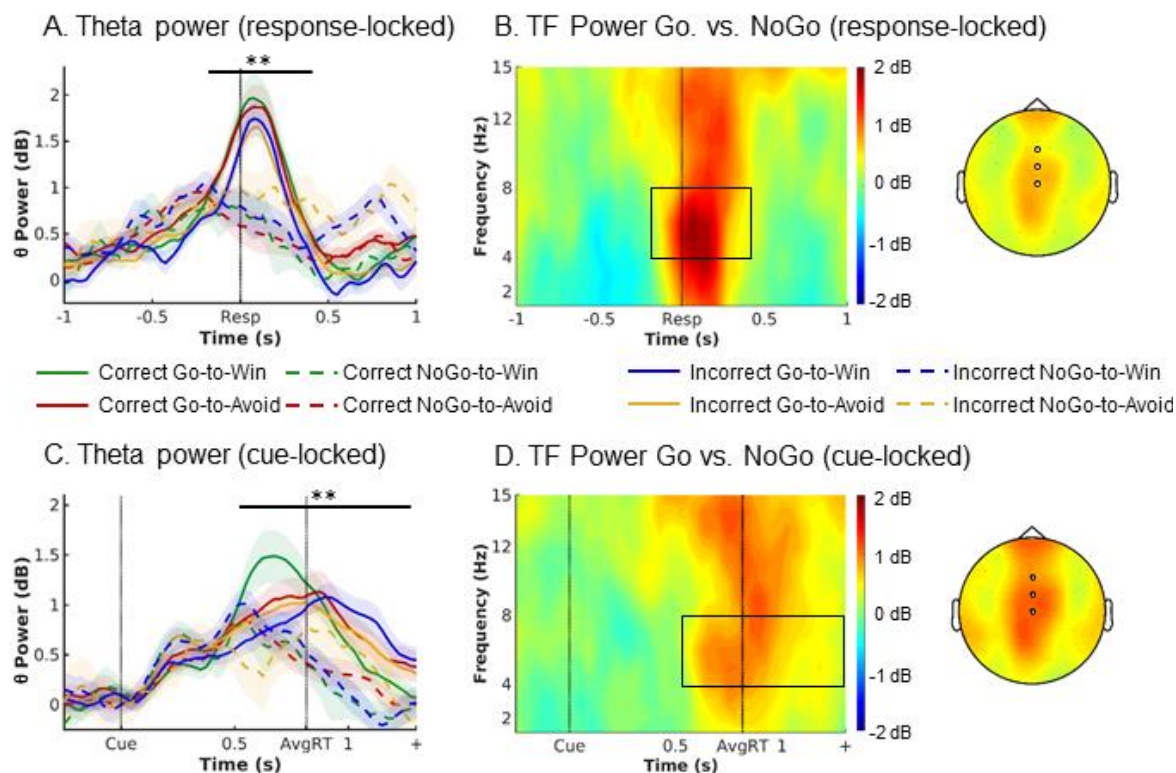 A. Theta power (response-locked)
B. TF Power Go. vs. NoGo (response-locked)
**
θ Power (dB)
2
1.5
1
0.5
0
-1
-0.5
Resp
0.5
1
Time (s)
Frequency (Hz)
15
12
8
4
2
-1
-0.5
Resp
0.5
1
Time (s)
2 dB
1 dB
0 dB
-1 dB
-2 dB
Correct Go-to-Win
Correct NoGo-to-Win
Incorrect Go-to-Win
Incorrect NoGo-to-Win
Correct Go-to-Avoid
Correct NoGo-to-Avoid
Incorrect Go-to-Avoid
Incorrect NoGo-to-Avoid
C. Theta power (cue-locked)
D. TF Power Go vs. NoGo (cue-locked)
**
θ Power (dB)
2
1.5
1
0.5
0
Cue
0.5
AvgRT
1
+
Time (s)
Frequency (Hz)
15
12
8
4
2
Cue
0.5
AvgRT
1
+
Time (s)
2 dB
1 dB
0 dB
-1 dB
-2 dB